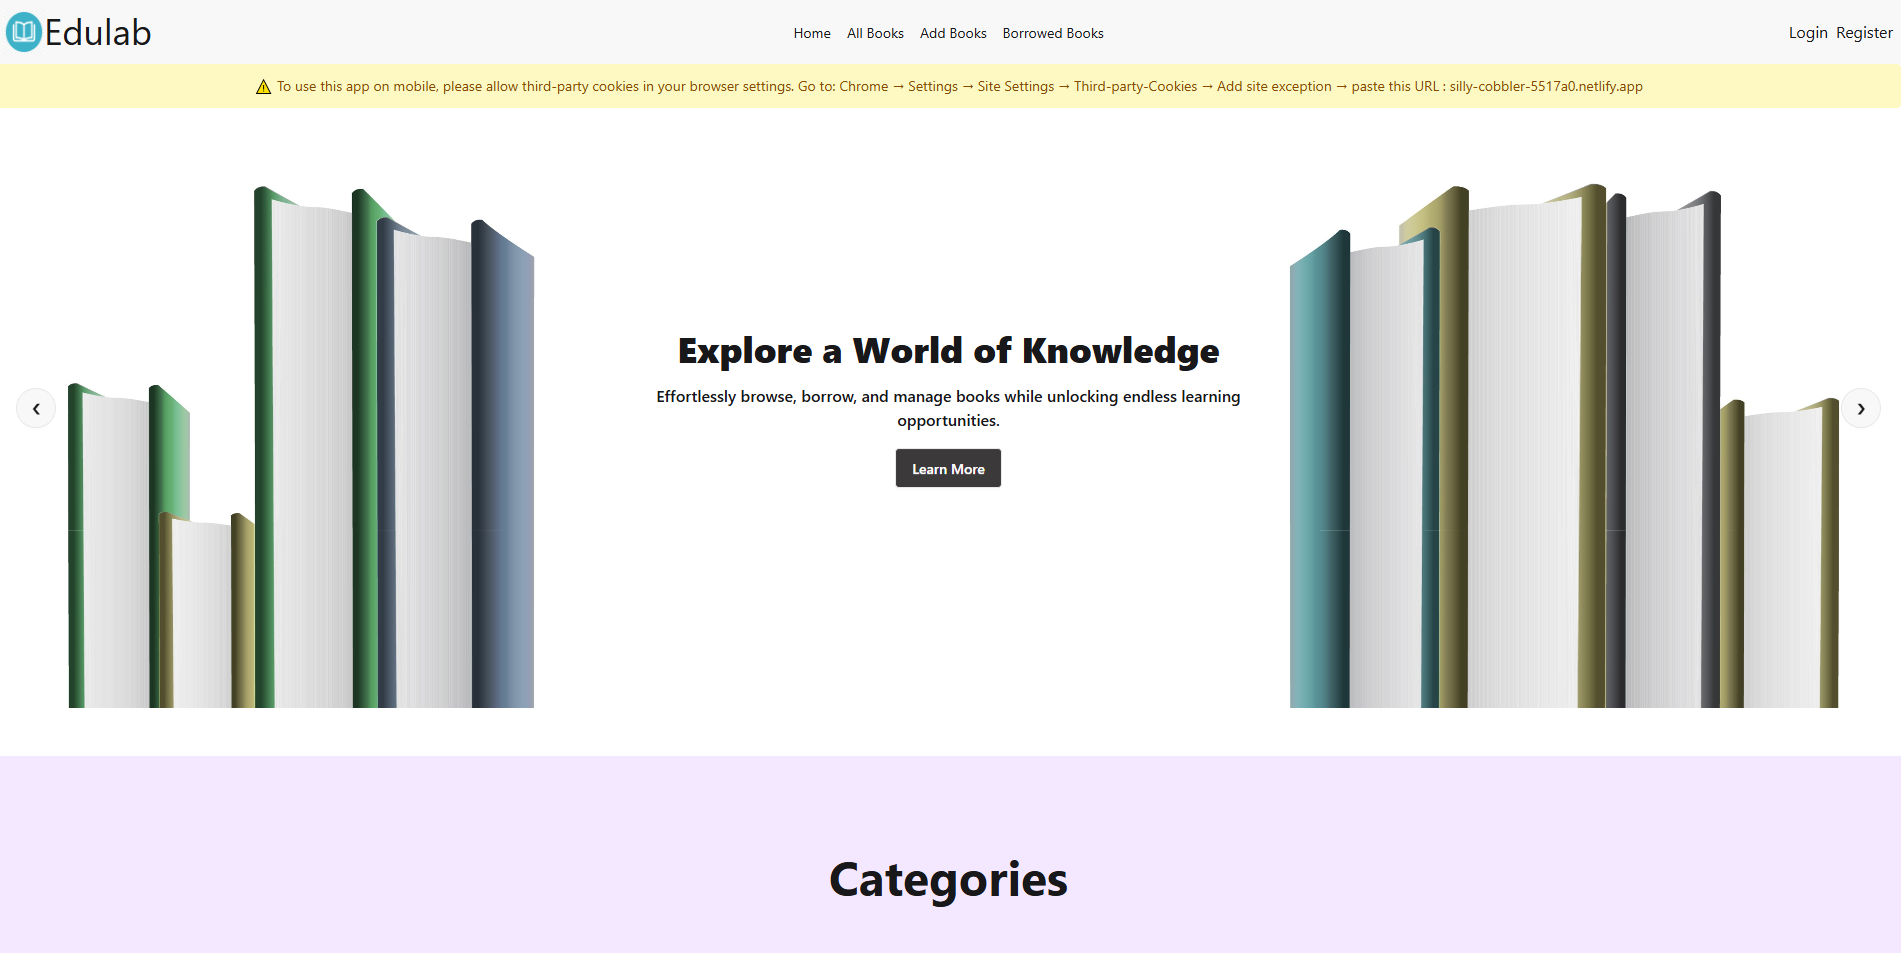 Edulab
Home All Books Add Books Borrowed Books
Login Register
⚠ To use this app on mobile, please allow third-party cookies in your browser settings. Go to: Chrome → Settings → Site Settings → Third-party-Cookies → Add site exception → paste this URL : silly-cobbler-5517a0.netlify.app
Explore a World of Knowledge
Effortlessly browse, borrow, and manage books while unlocking endless learning
opportunities.
❮
❯
Learn More
Categories